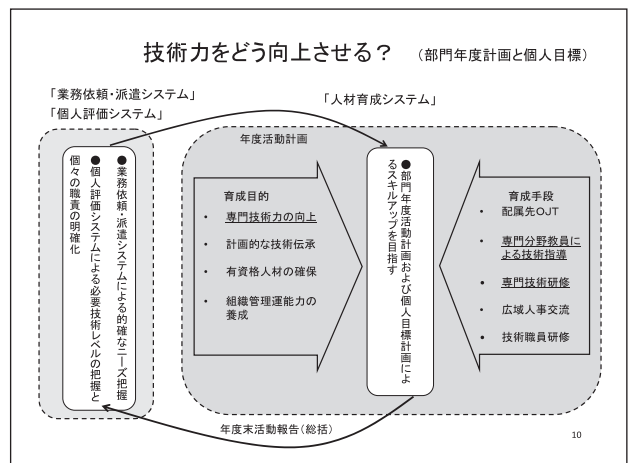 技術力をどう向上させる？ （部門年度計画と個人目標）
「業務依頼・派遣システム」
「個人評価システム」
「人材育成システム」
年度活動計画
●業務依頼・派遣システムによる的確なニーズ把握
●個人評価システムによる必要技術レベルの把握と
個々の職責の明確化
育成目的
・ 専門技術力の向上
・ 計画的な技術伝承
・ 有資格人材の確保
・ 組織管理運能力の
養成
●部門年度活動計画および個人目標計画によ
るスキルアップを目指す
育成手段
・ 配属先OJT
・ 専門分野教員に
よる技術指導
・ 専門技術研修
・ 広域人事交流
・ 技術職員研修
年度末活動報告（総括）
10